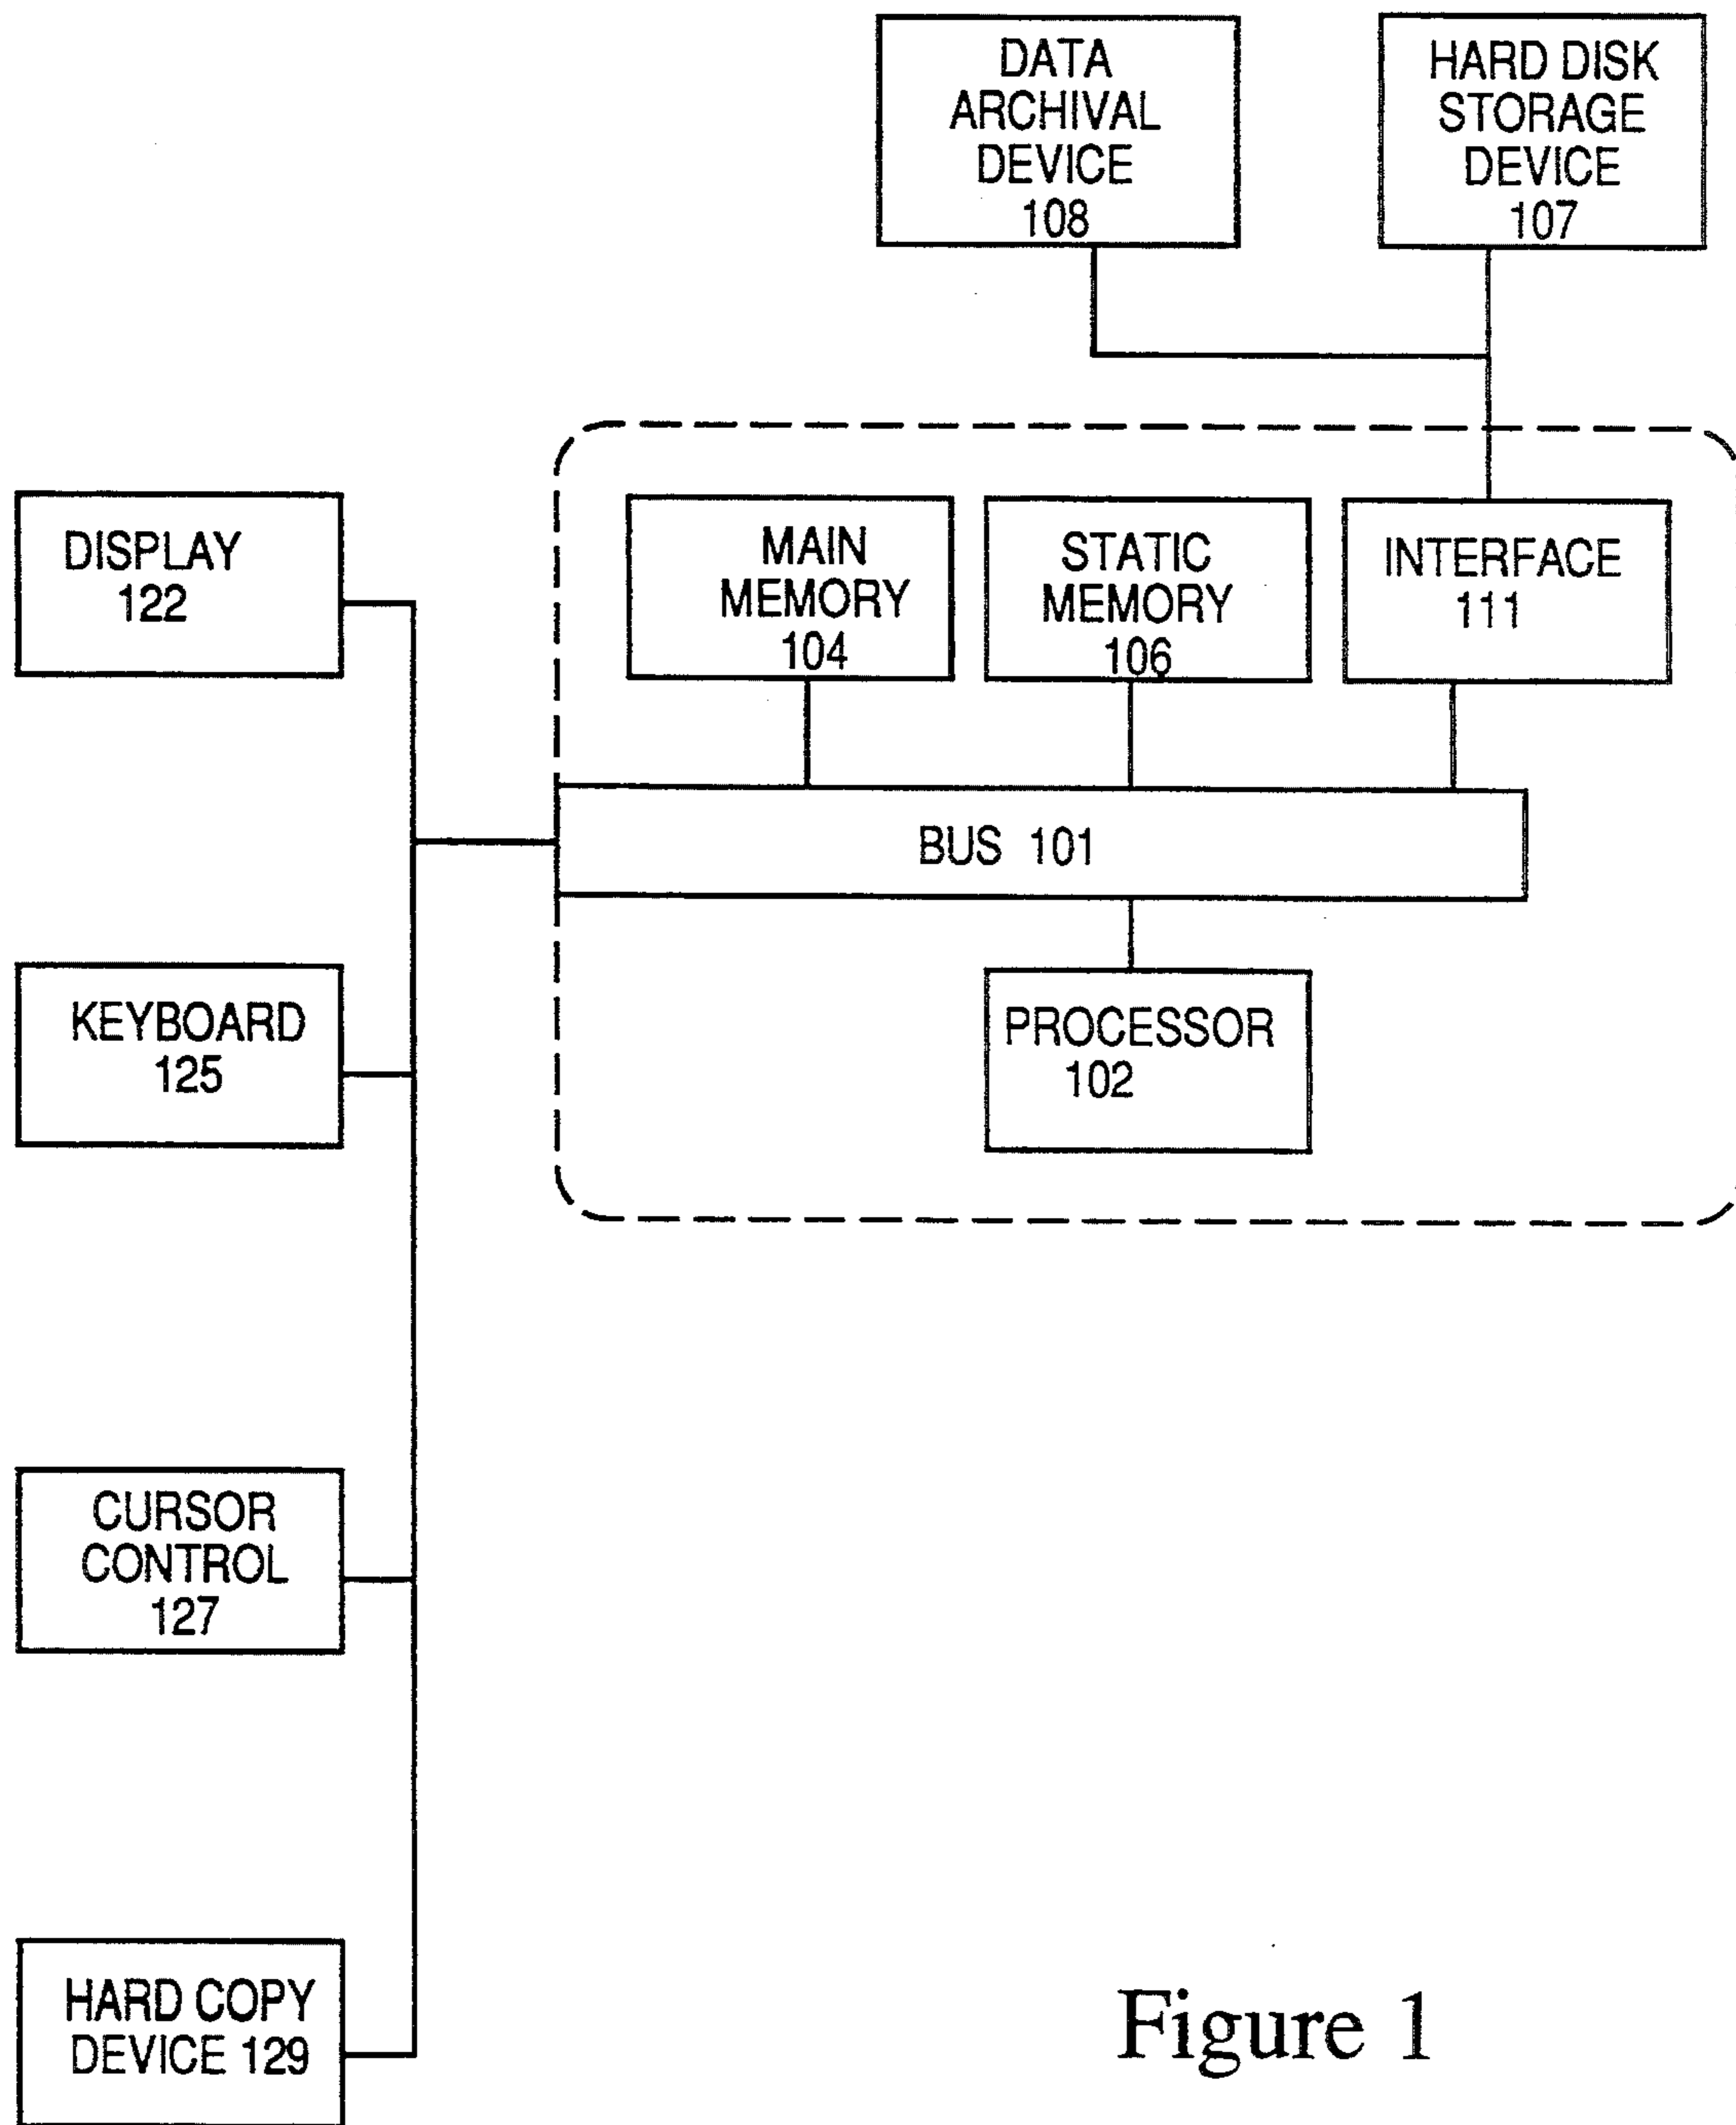 DATA
ARCHIVAL
DEVICE
108
HARD DISK
STORAGE
DEVICE
107
DISPLAY
122
MAIN
MEMORY
104
STATIC
MEMORY
106
INTERFACE
111
BUS 101
KEYBOARD
125
PROCESSOR
102
CURSOR
CONTROL
127
HARD COPY
DEVICE 129
Figure 1